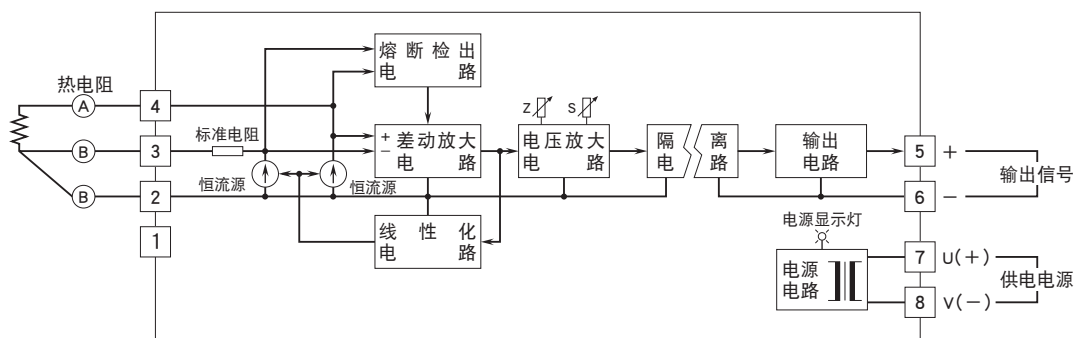 热电阻
A
B
B
4
3
2
1
标准电阻
恒流源
恒流源
熔断检出
电路
+
−
差动放大
电路
线性化
电路
Z
S
电压放大
电路
隔离
电路
输出
电路
5
+
6
−
输出信号
电源显示灯
电源
电路
7
U(+)
8
V(−)
供电电源